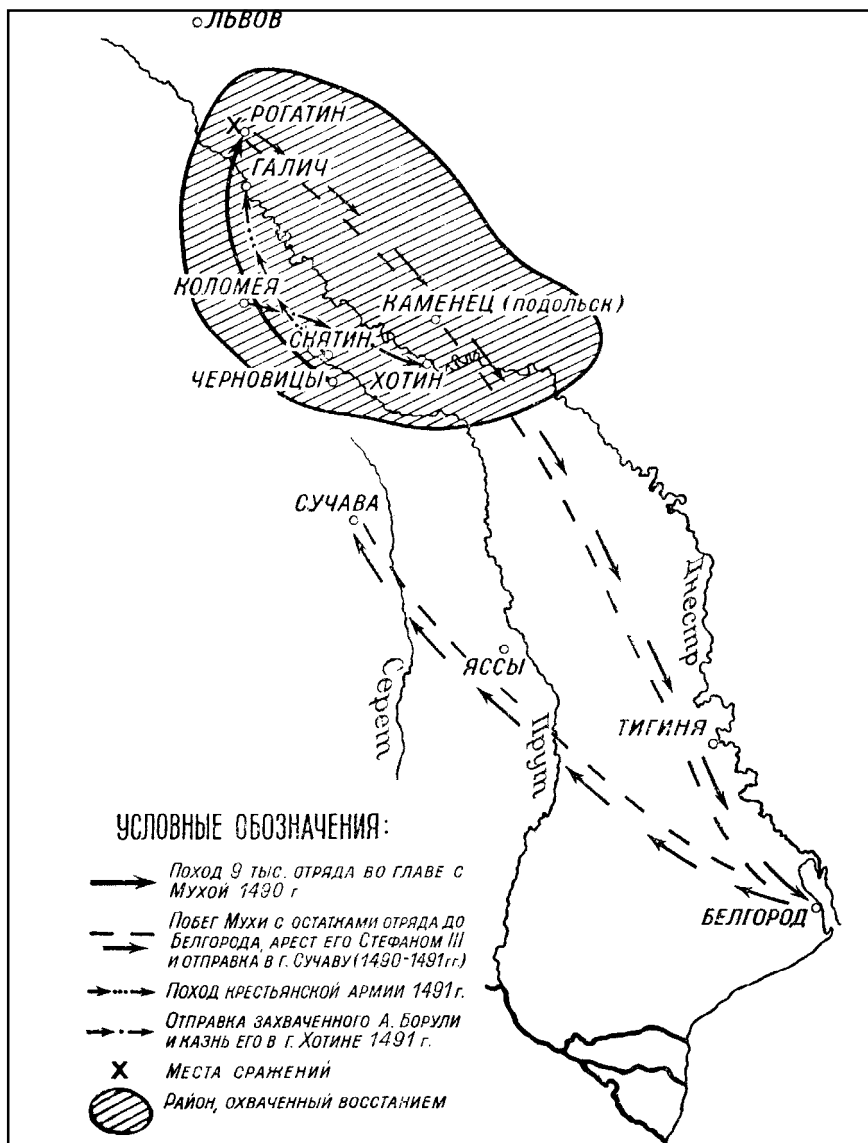 ЛЬВОВ
РОГАТИН
ГАЛИЧ
КОЛОМЕЯ
КАМЕНЕЦ (ПОДОЛЬСК)
СНЯТИН
ЧЕРНОВИЦЫ
ХОТИН
СУЧАВА
Днестр
ЯССЫ
Серет
Прут
ТИГИНЯ
БЕЛГОРОД
УСЛОВНЫЕ ОБОЗНАЧЕНИЯ:
ПОХОД 9 ТЫС. ОТРЯДА ВО ГЛАВЕ С
МУХОЙ 1490 г
ПОБЕГ МУХИ С ОСТАТКАМИ ОТРЯДА ДО
БЕЛГОРОДА, АРЕСТ ЕГО СТЕФАНОМ III
И ОТПРАВКА В Г. СУЧАВУ (1490-1491гг.)
ПОХОД КРЕСТЬЯНСКОЙ АРМИИ 1491 г.
ОТПРАВКА ЗАХВАЧЕННОГО А. БОРУЛИ
И КАЗНЬ ЕГО В Г. ХОТИНЕ 1491 г.
X МЕСТА СРАЖЕНИЙ
РАЙОН, ОХВАЧЕННЫЙ ВОССТАНИЕМ